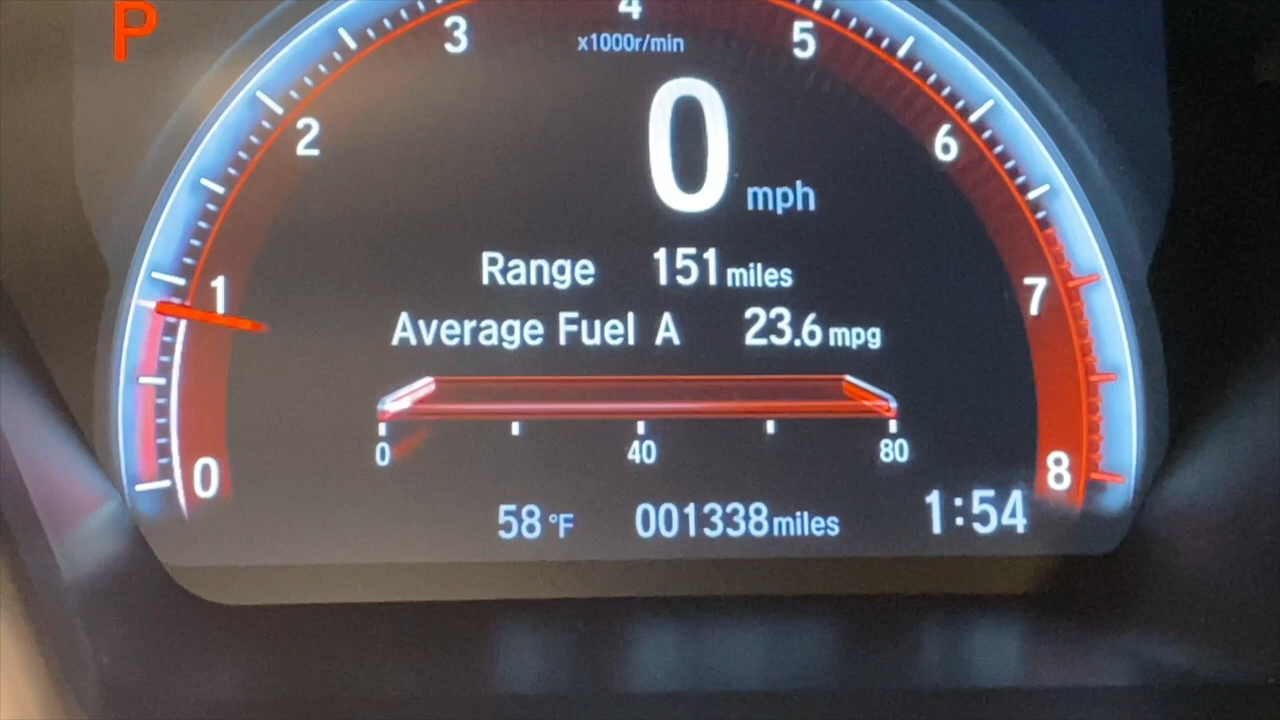 P
4
3 5
x1000r/min
2 6
0 mph
1 7
Range 151 miles
Average Fuel A 23.6 mpg
0 40 80
0 8
58 °F 001338 miles 1:54